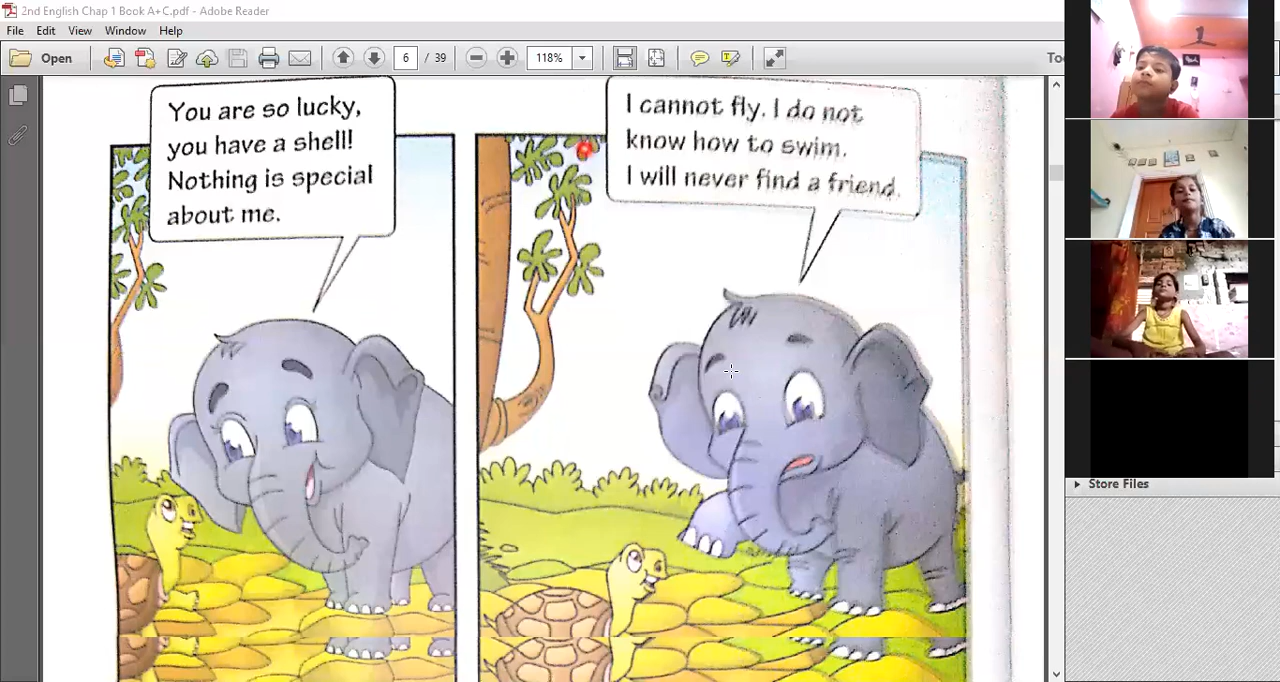 2nd English Chap 1 Book A+C.pdf - Adobe Reader
File Edit View Window Help
Open
6 / 39
118%
To
You are so lucky,
you have a shell!
Nothing is special
about me.
I cannot fly. I do not
know how to swim.
I will never find a friend.
Store Files